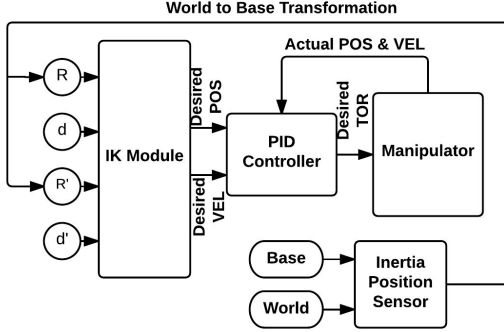 World to Base Transformation
Actual POS & VEL
R
d
R'
d'
IK Module
Desired
POS
Desired
VEL
PID
Controller
Desired
TOR
Manipulator
Base
World
Inertia
Position
Sensor